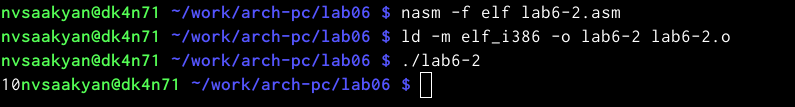 nvsaakyan@dk4n71 ~/work/arch-pc/lab06 $ nasm -f elf lab6-2.asm
nvsaakyan@dk4n71 ~/work/arch-pc/lab06 $ ld -m elf_i386 -o lab6-2 lab6-2.o
nvsaakyan@dk4n71 ~/work/arch-pc/lab06 $ ./lab6-2
10nvsaakyan@dk4n71 ~/work/arch-pc/lab06 $